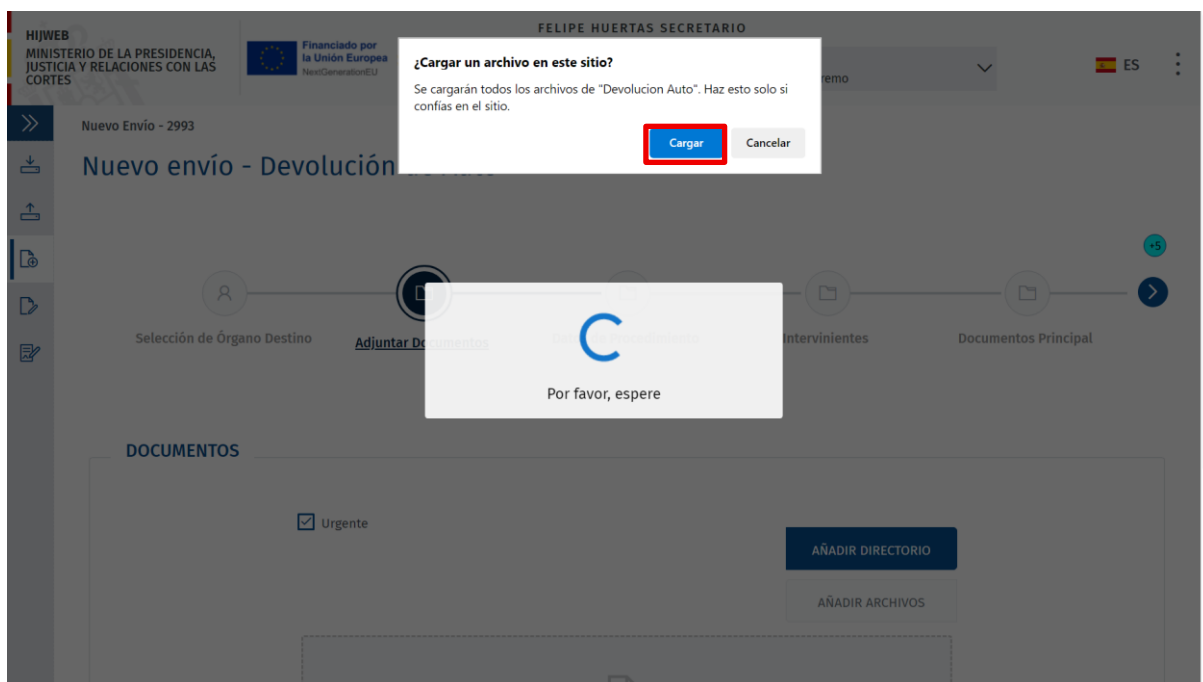 FELIPE HUERTAS SECRETARIO
HIJWEB
MINISTERIO DE LA PRESIDENCIA,
JUSTICIA Y RELACIONES CON LAS
CORTES
Financiado por
la Unión Europea
NextGenerationEU
ES
¿Cargar un archivo en este sitio?
Se cargarán todos los archivos de "Devolucion Auto". Haz esto solo si
confías en el sitio.
Cargar
Cancelar
Nuevo Envío - 2993
Nuevo envío - Devolución
+5
Selección de Órgano Destino
Adjuntar Documentos
Intervinientes
Documentos Principal
Por favor, espere
DOCUMENTOS
Urgente
AÑADIR DIRECTORIO
AÑADIR ARCHIVOS